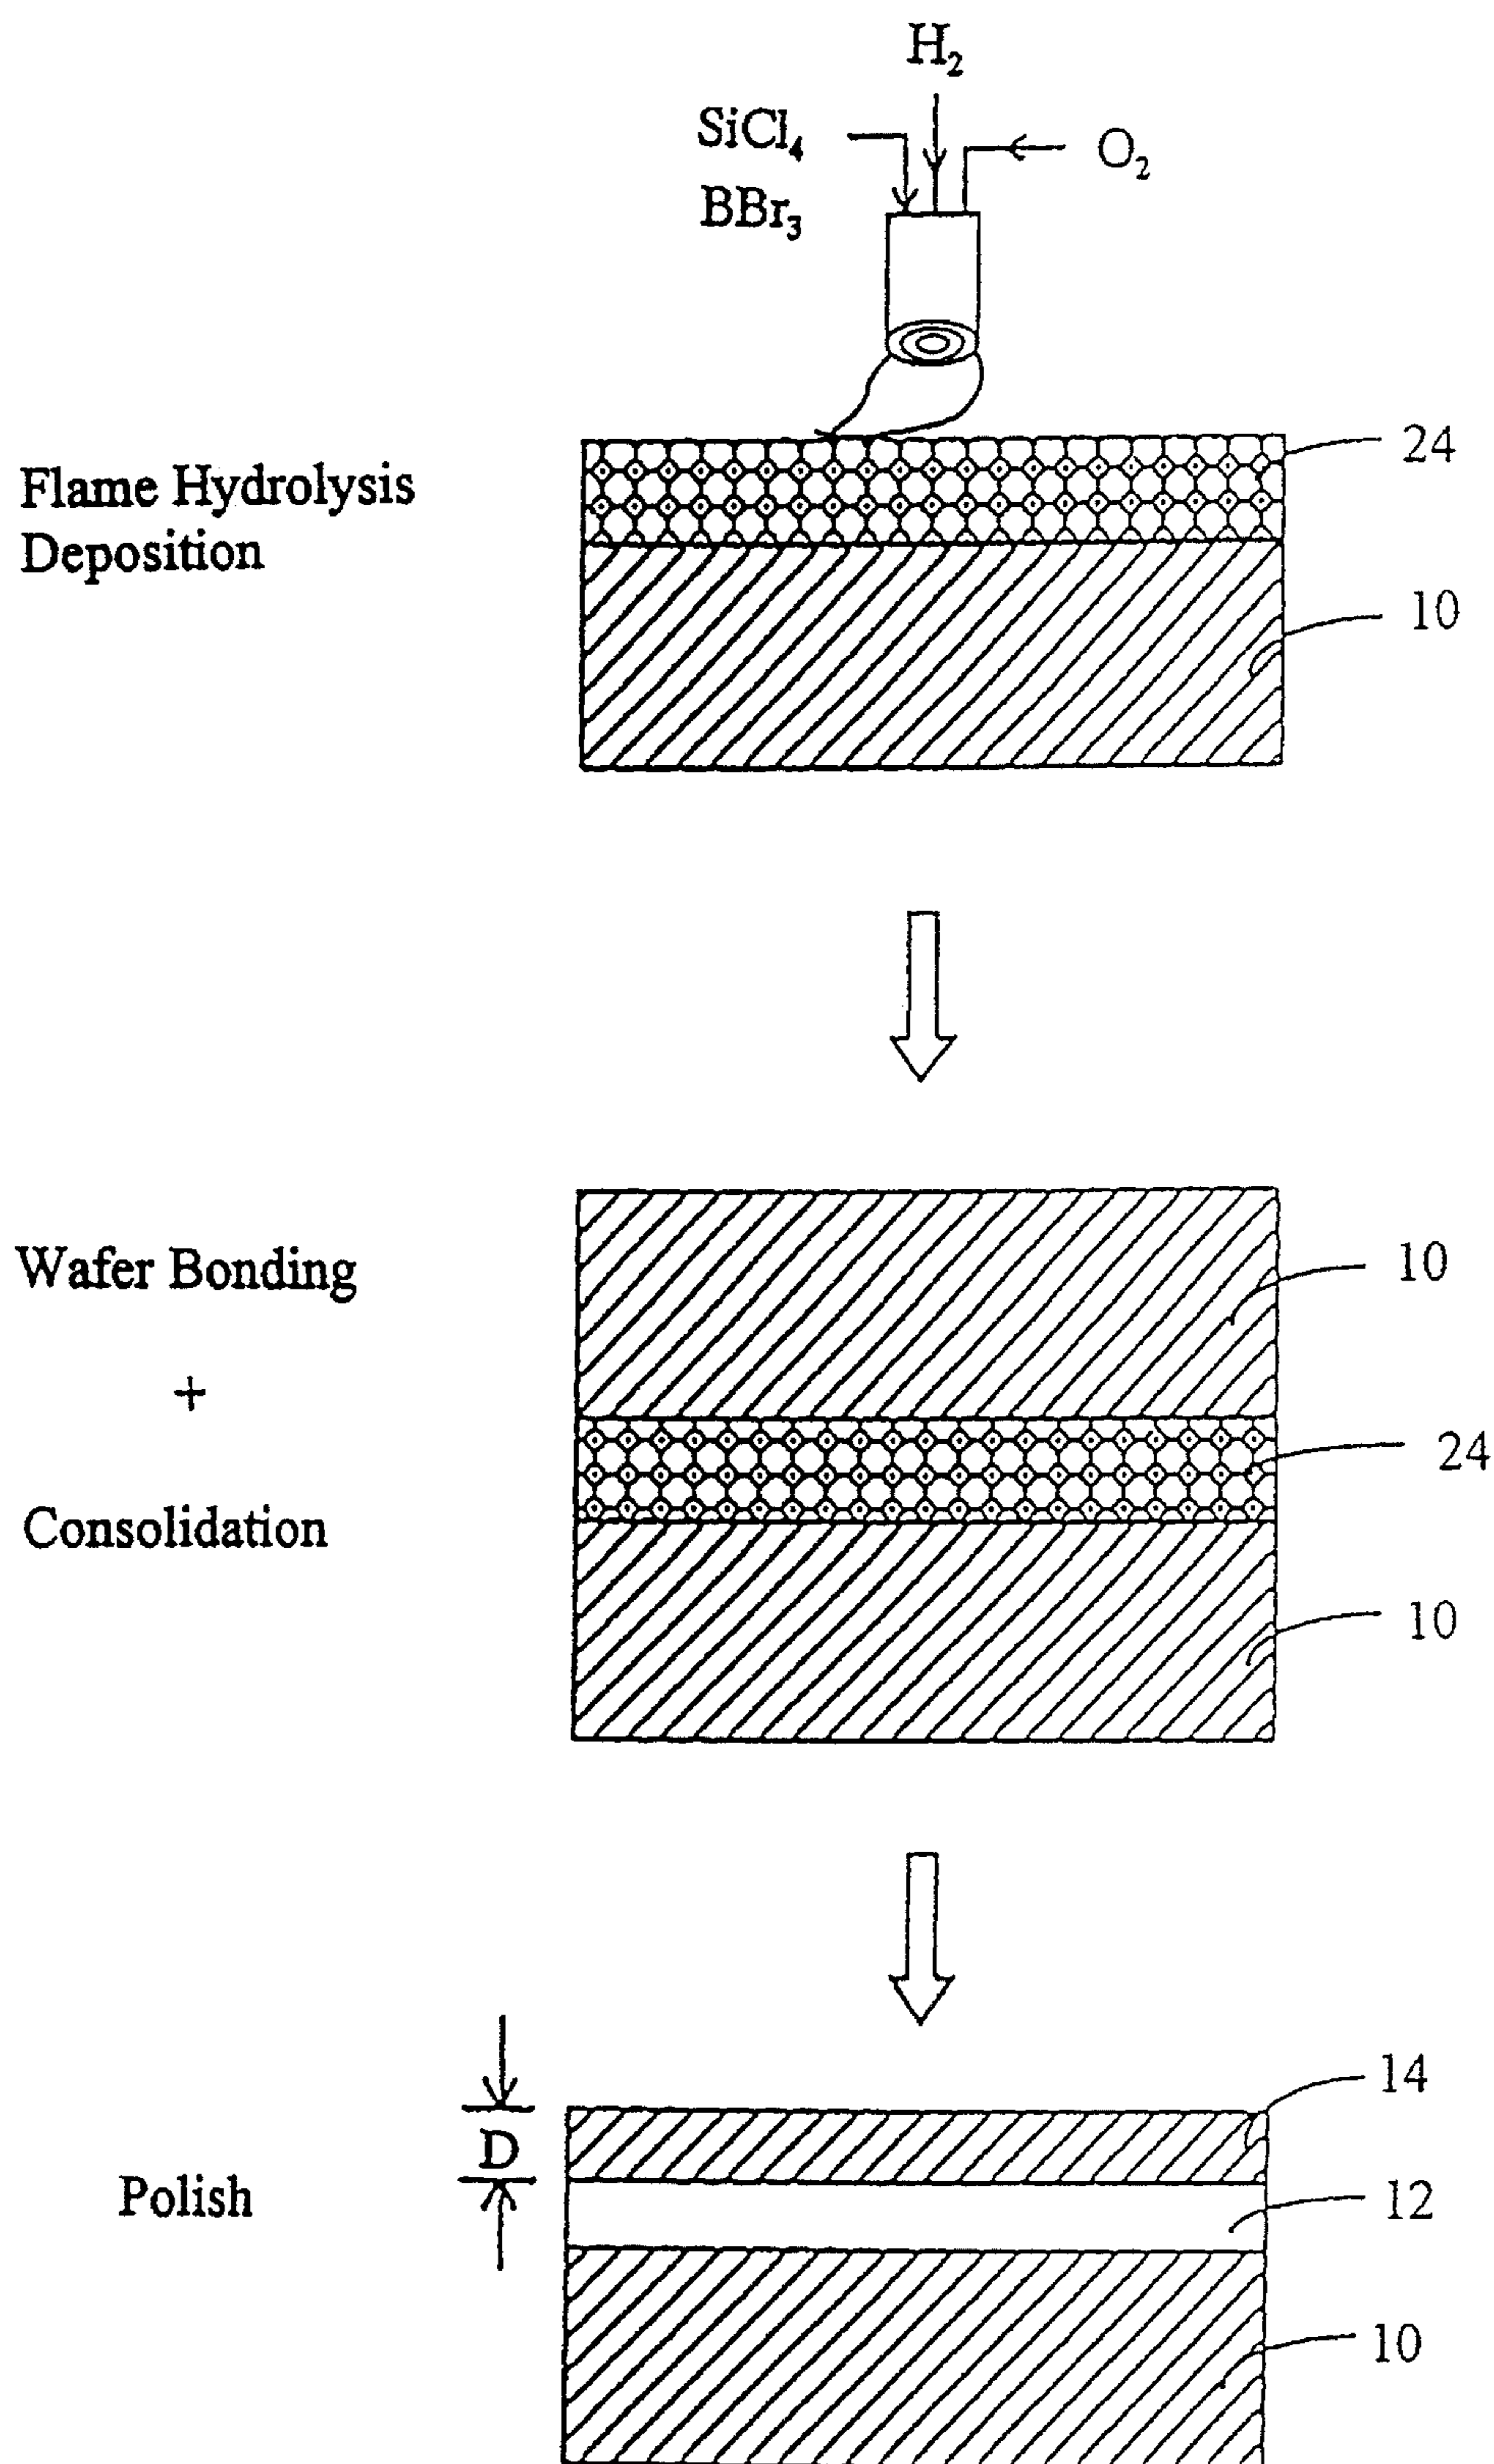 H₂
SiCl₄
O₂
BBr₃
24
Flame Hydrolysis
Deposition
10
10
Wafer Bonding
+
24
Consolidation
10
14
D
12
Polish
10